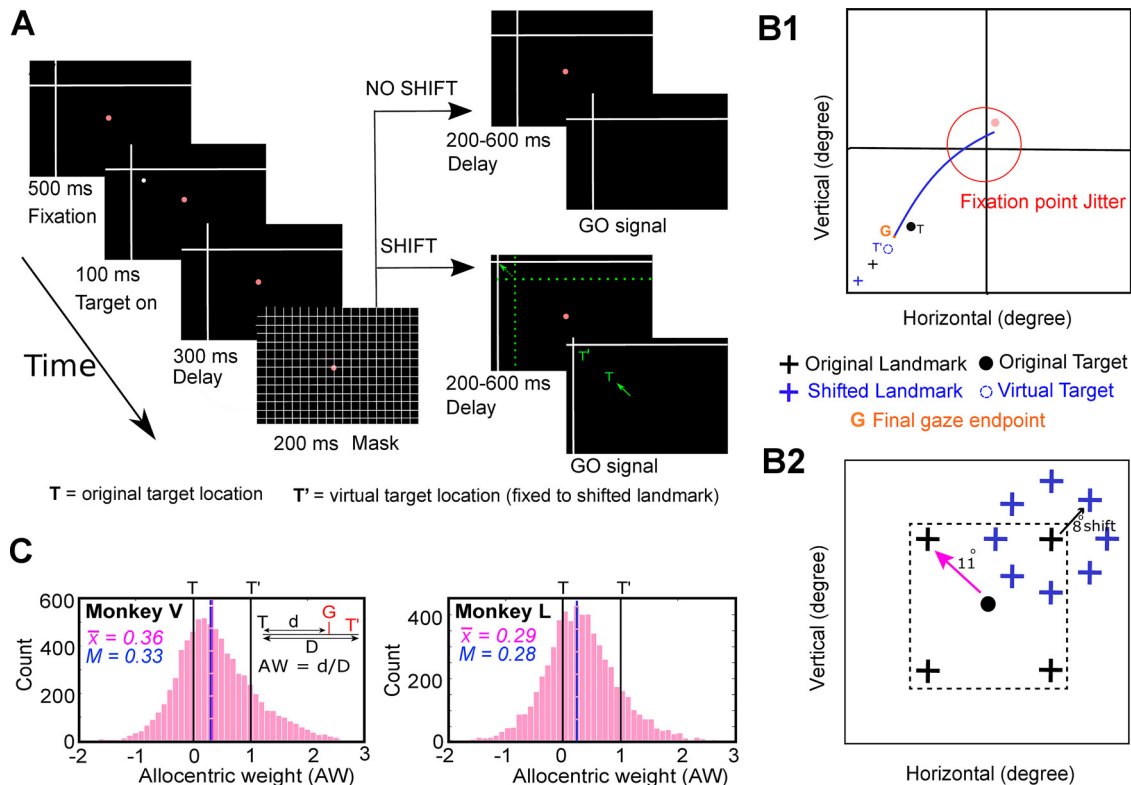 A
500 ms
Fixation
100 ms
Target on
300 ms
Delay
200 ms Mask
Time
NO SHIFT
200-600 ms
Delay
GO signal
SHIFT
200-600 ms
Delay
T'
T
GO signal
T = original target location T' = virtual target location (fixed to shifted landmark)
B1
Vertical (degree)
Fixation point Jitter
G
T
T'
Horizontal (degree)
Original Landmark Original Target
Shifted Landmark Virtual Target
G Final gaze endpoint
B2
Vertical (degree)
8° shift
11°
Horizontal (degree)
C
T T'
Monkey V
x̄ = 0.36
M = 0.33
T d G T'
D
AW = d/D
Count
600
400
200
0
-2 -1 0 1 2 3
Allocentric weight (AW)
T T'
Monkey L
x̄ = 0.29
M = 0.28
Count
400
200
0
-2 -1 0 1 2 3
Allocentric weight (AW)